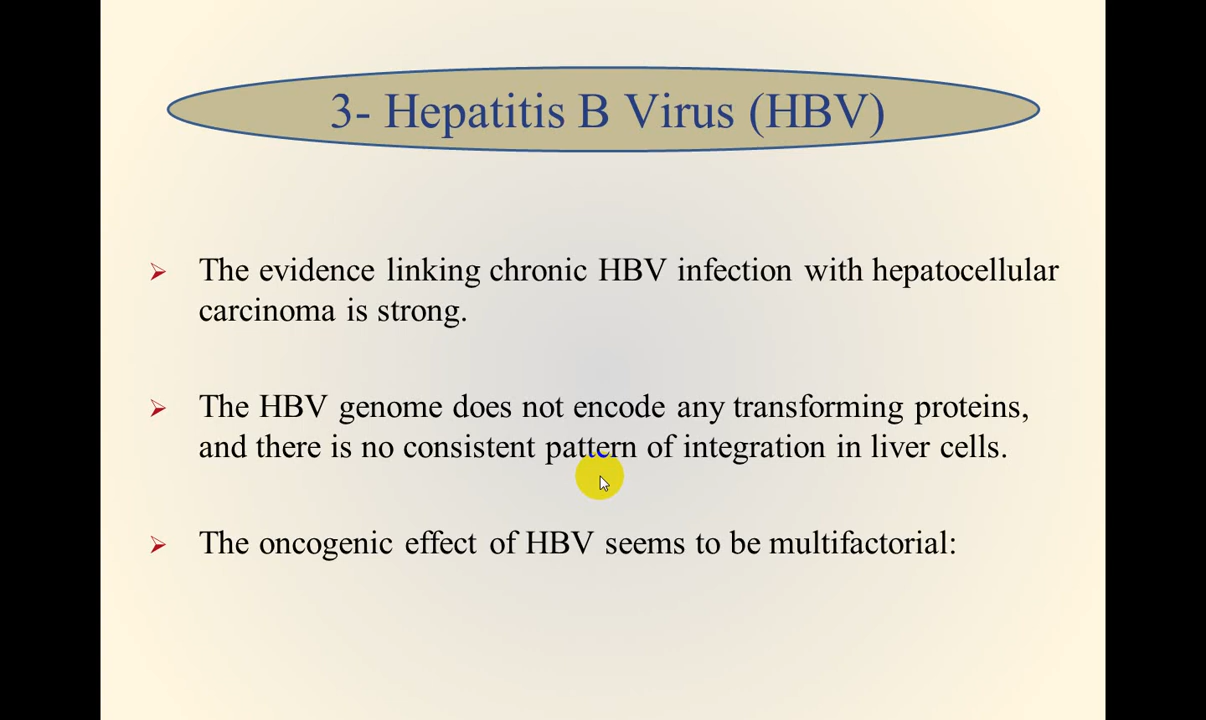 3- Hepatitis B Virus (HBV)
The evidence linking chronic HBV infection with hepatocellular
carcinoma is strong.
The HBV genome does not encode any transforming proteins,
and there is no consistent pattern of integration in liver cells.
The oncogenic effect of HBV seems to be multifactorial: